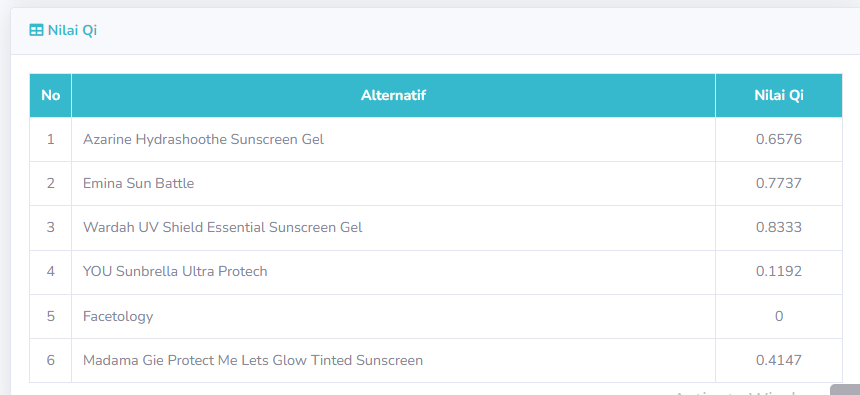 Nilai Qi
No Alternatif Nilai Qi
1 Azarine Hydrashoothe Sunscreen Gel 0.6576
2 Emina Sun Battle 0.7737
3 Wardah UV Shield Essential Sunscreen Gel 0.8333
4 YOU Sunbrella Ultra Protech 0.1192
5 Facetology 0
6 Madama Gie Protect Me Lets Glow Tinted Sunscreen 0.4147